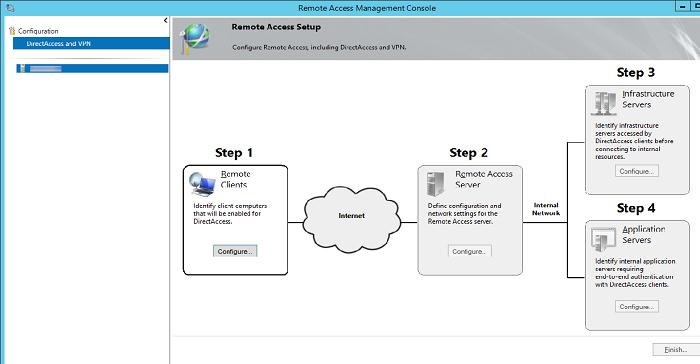 Remote Access Management Console
Configuration
DirectAccess and VPN
Remote Access Setup
Configure Remote Access, including DirectAccess and VPN.
Step 1
Remote
Clients
Identify client computers
that will be enabled for
DirectAccess.
Configure...
Internet
Step 2
Remote Access
Server
Define configuration and
network settings for the
Remote Access server.
Configure...
Internal
Network
Step 3
Infrastructure
Servers
Identify infrastructure
servers accessed by
DirectAccess clients before
connecting to internal
resources.
Configure...
Step 4
Application
Servers
Identify internal application
servers requiring
end-to-end authentication
with DirectAccess clients.
Configure...
Finish...